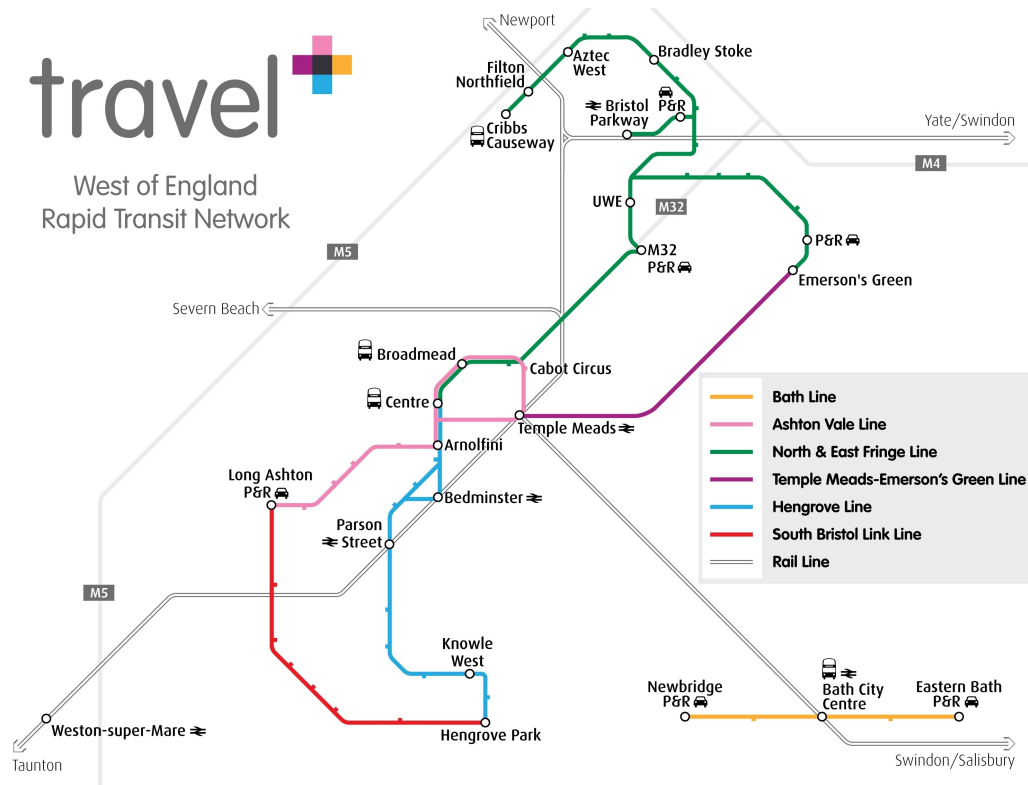 travel
West of England
Rapid Transit Network
Newport
Aztec
West
Bradley Stoke
Filton
Northfield
Cribbs
Causeway
Bristol
Parkway
P&R
Yate/Swindon
M4
UWE
M32
M32
P&R
P&R
Emerson's Green
M5
Severn Beach
Broadmead
Cabot Circus
Centre
Temple Meads
Arnolfini
Long Ashton
P&R
Bedminster
Parson
Street
M5
Knowle
West
Hengrove Park
Weston-super-Mare
Taunton
Bath Line
Ashton Vale Line
North & East Fringe Line
Temple Meads-Emerson's Green Line
Hengrove Line
South Bristol Link Line
Rail Line
Newbridge
P&R
Bath City
Centre
Eastern Bath
P&R
Swindon/Salisbury